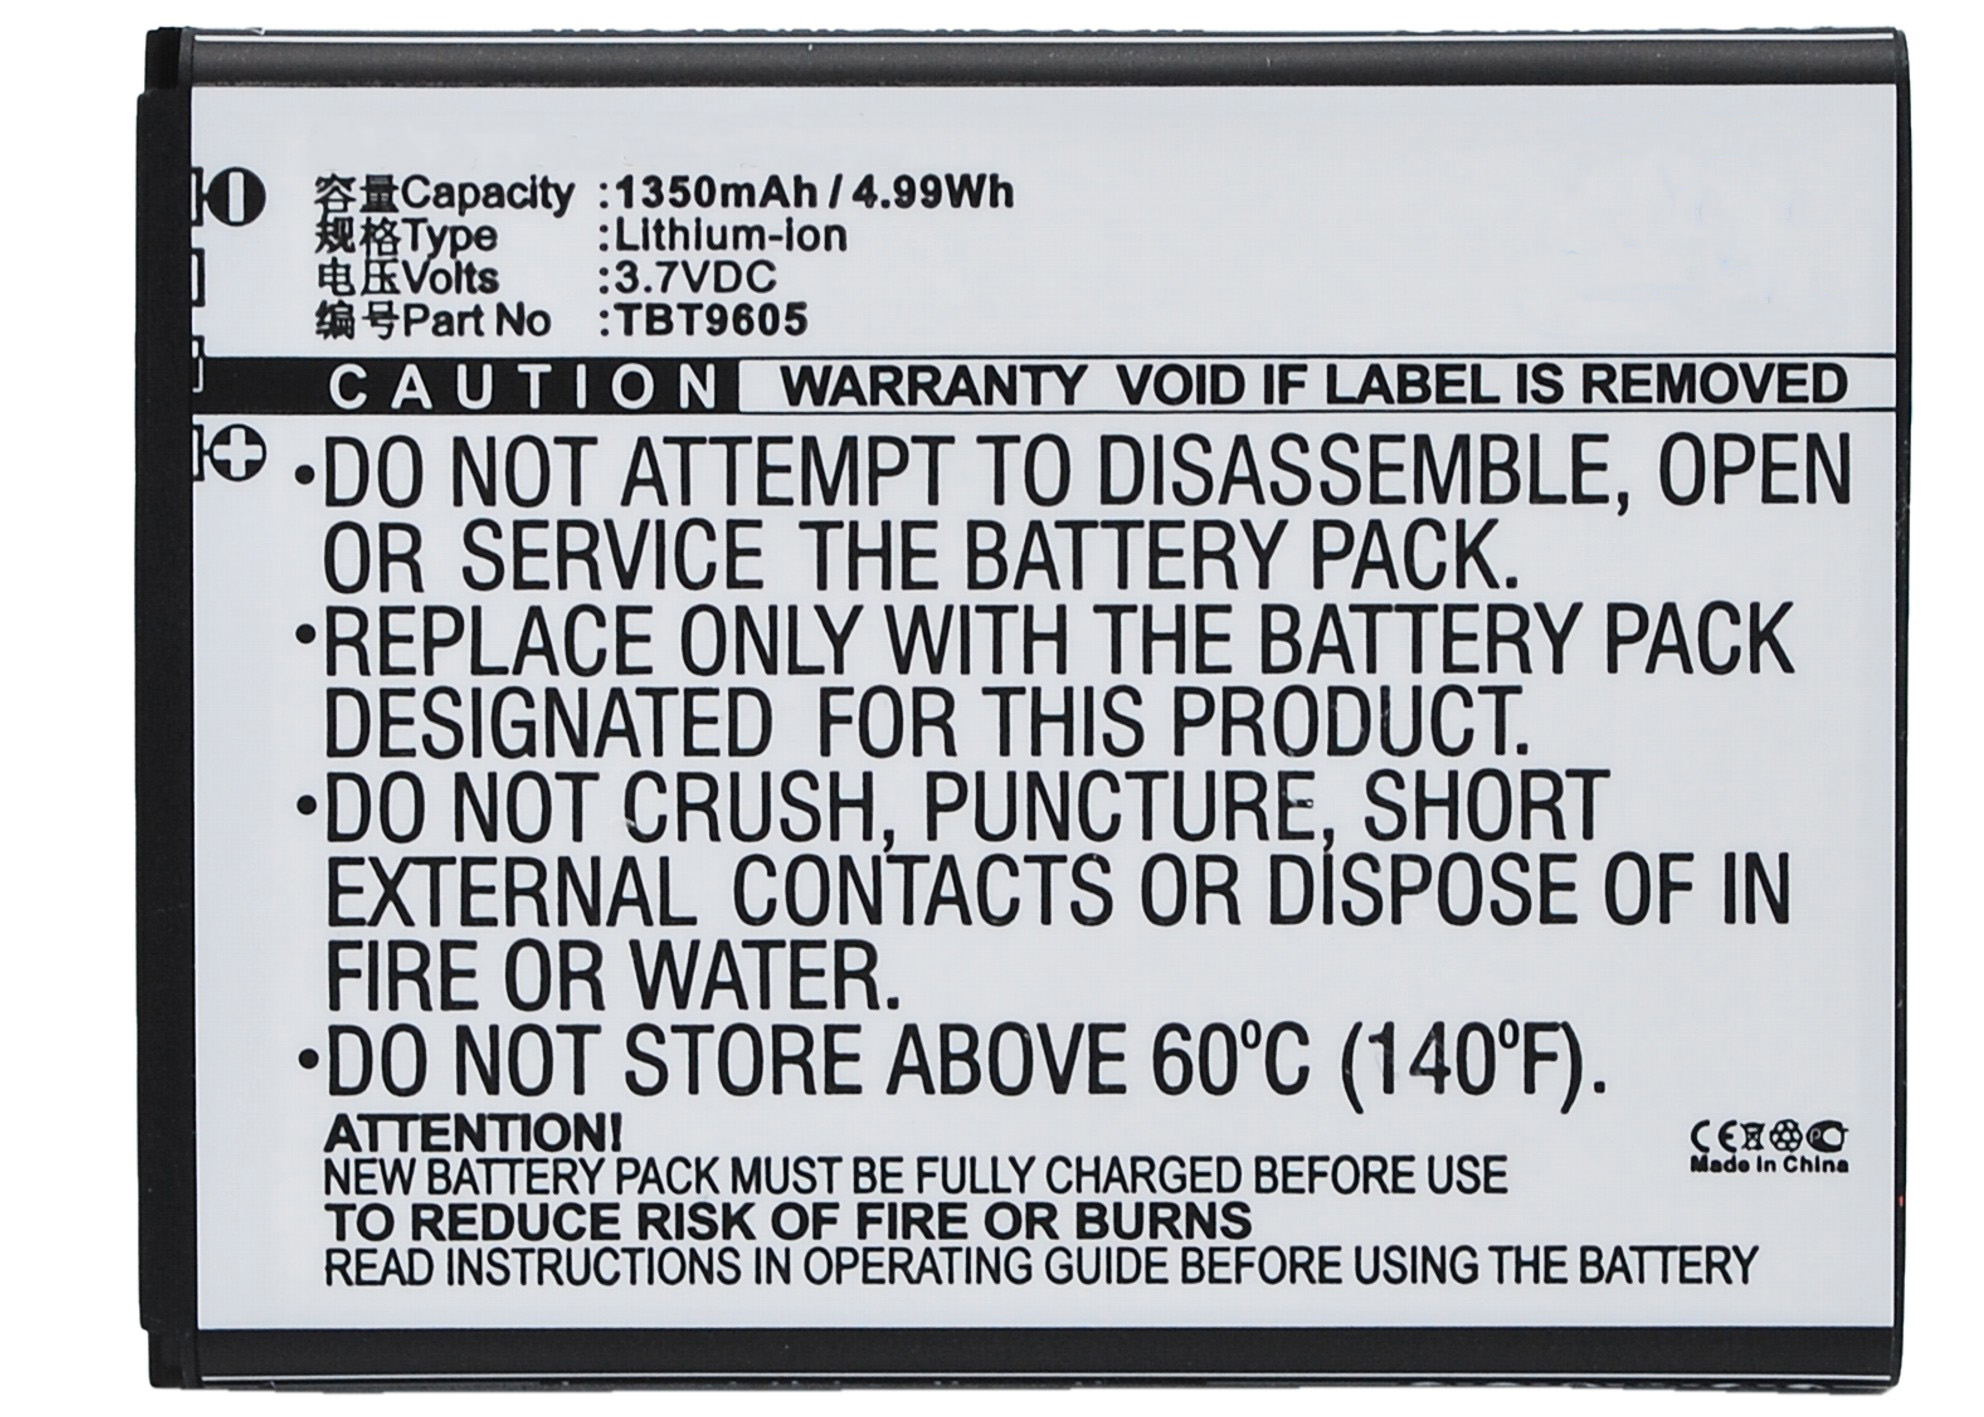 容量Capacity :1350mAh / 4.99Wh
规格Type :Lithium-ion
电压Volts :3.7VDC
编号Part No :TBT9605
CAUTION WARRANTY VOID IF LABEL IS REMOVED
•DO NOT ATTEMPT TO DISASSEMBLE, OPEN
OR SERVICE THE BATTERY PACK.
•REPLACE ONLY WITH THE BATTERY PACK
DESIGNATED FOR THIS PRODUCT.
•DO NOT CRUSH, PUNCTURE, SHORT
EXTERNAL CONTACTS OR DISPOSE OF IN
FIRE OR WATER.
•DO NOT STORE ABOVE 60°C (140°F).
ATTENTION!
NEW BATTERY PACK MUST BE FULLY CHARGED BEFORE USE
TO REDUCE RISK OF FIRE OR BURNS
READ INSTRUCTIONS IN OPERATING GUIDE BEFORE USING THE BATTERY
CE
Made In China